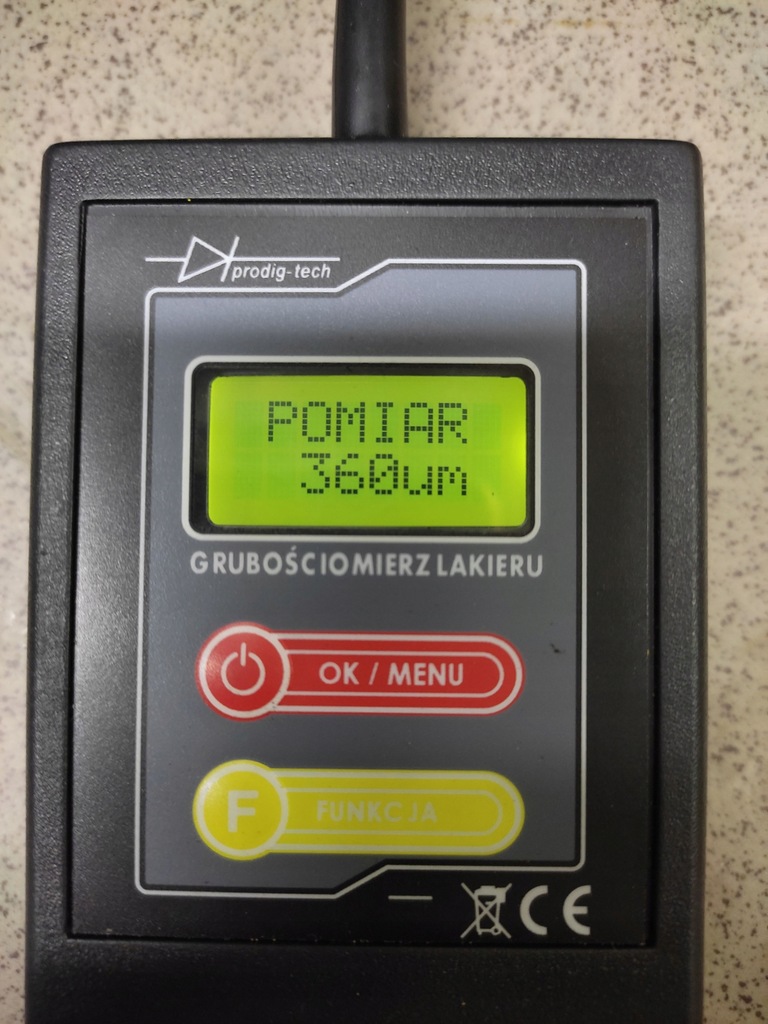 prodig-tech
POMIAR
360um
GRUBOŚCIOMIERZ LAKIERU
OK / MENU
F FUNKCJA
CE